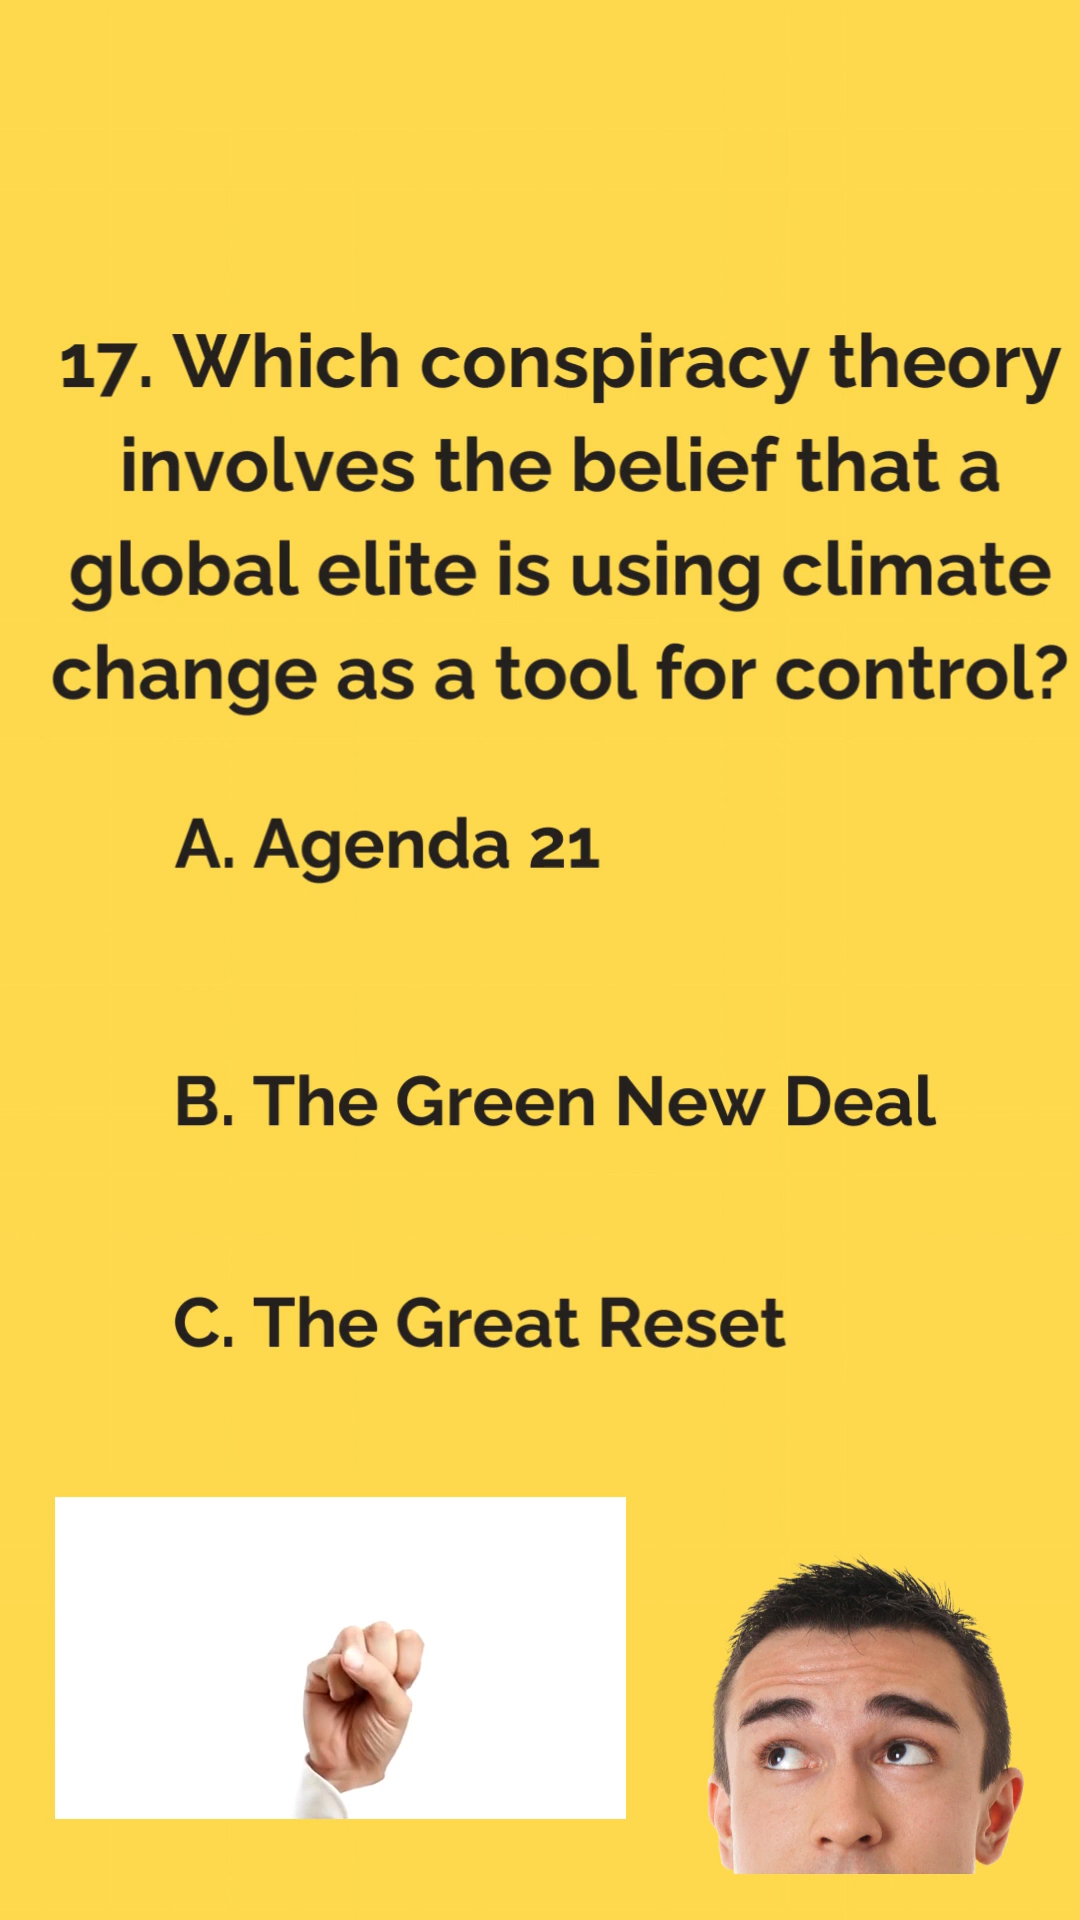 17. Which conspiracy theory
involves the belief that a
global elite is using climate
change as a tool for control?
A. Agenda 21
B. The Green New Deal
C. The Great Reset